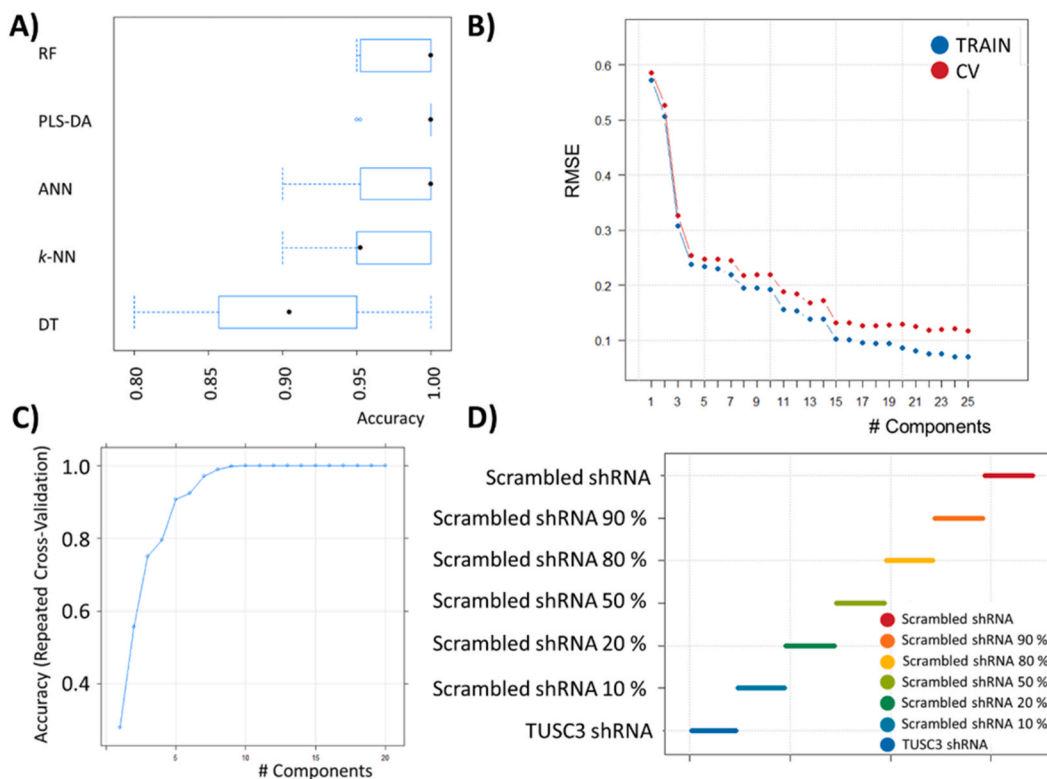 A)
RF
PLS-DA
ANN
k-NN
DT
0.80
0.85
0.90
0.95
1.00
Accuracy
B)
TRAIN
CV
RMSE
0.6
0.5
0.4
0.3
0.2
0.1
1 3 5 7 9 11 13 15 17 19 21 23 25
# Components
C)
Accuracy (Repeated Cross-Validation)
1.0
0.8
0.6
0.4
5 10 15 20
# Components
D)
Scrambled shRNA
Scrambled shRNA 90 %
Scrambled shRNA 80 %
Scrambled shRNA 50 %
Scrambled shRNA 20 %
Scrambled shRNA 10 %
TUSC3 shRNA
Scrambled shRNA
Scrambled shRNA 90 %
Scrambled shRNA 80 %
Scrambled shRNA 50 %
Scrambled shRNA 20 %
Scrambled shRNA 10 %
TUSC3 shRNA